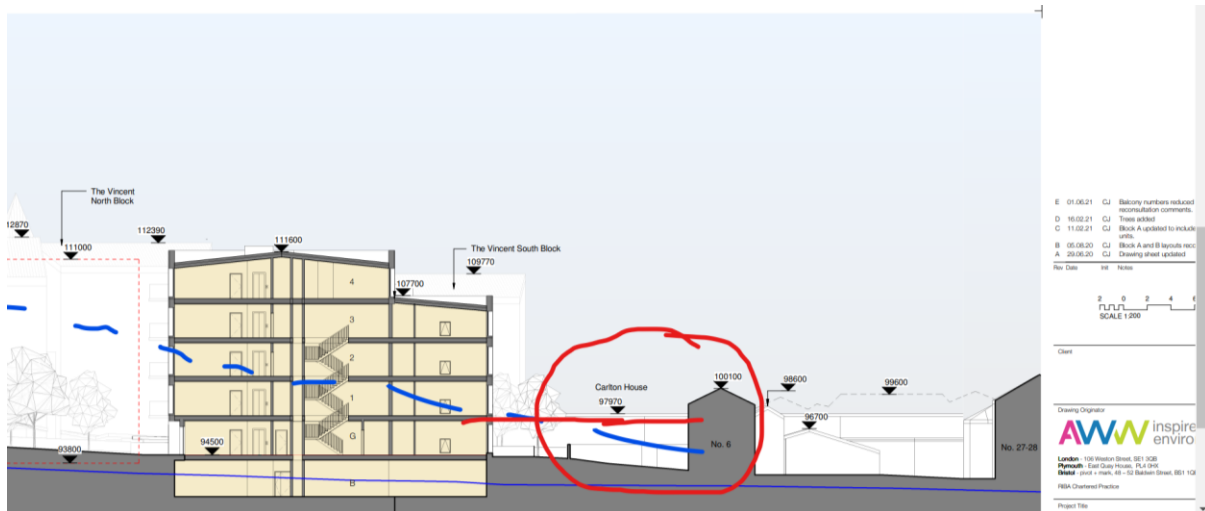 The Vincent
North Block
12870
111000
112390
111600
The Vincent South Block
109770
107700
4
3
2
1
G
B
94500
93800
Carlton House
97970
100100
No. 6
98600
99600
96700
No. 27-28
E 01.06.21 CJ Balcony numbers reduced
reconsultation comments.
D 16.02.21 CJ Trees added
C 11.02.21 CJ Block A updated to include
units.
B 05.08.20 CJ Block A and B layouts
A 29.06.20 CJ Drawing sheet updated
Rev Date Init Notes
2 0 2 4
SCALE 1:200
Client
Drawing Originator
AWW inspire
enviro
London - 106 Weston Street, SE1 3QB
Plymouth - East Quay House, PL4 0HX
Bristol - pivot + mark, 48 - 52 Baldwin Street, BS1 1QB
RIBA Chartered Practice
Project Title